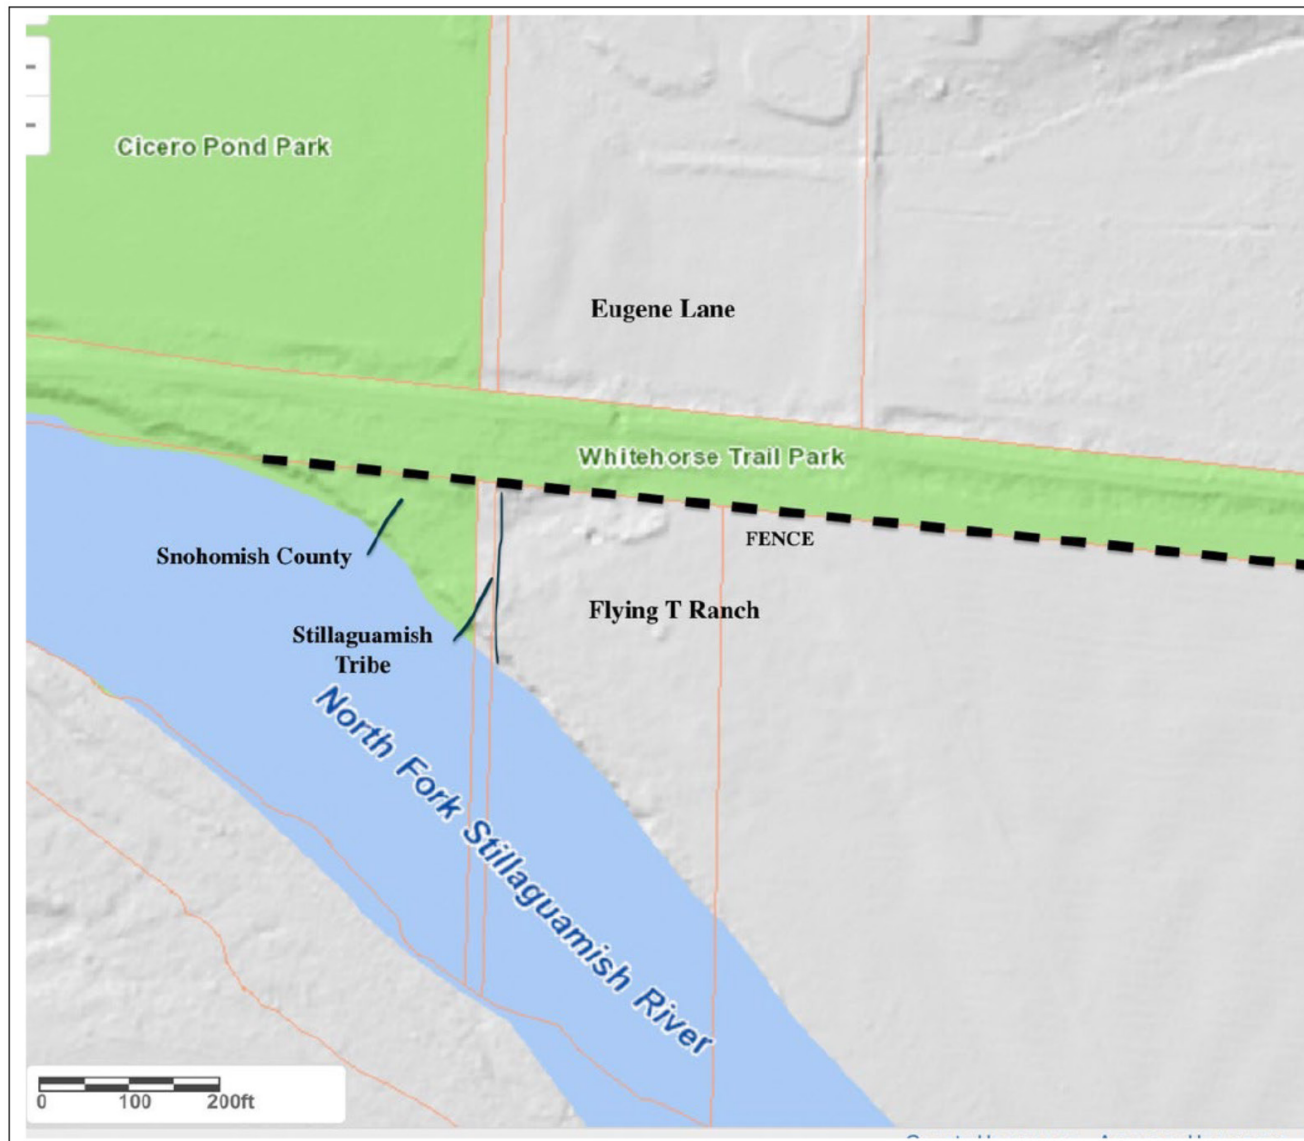 Cicero Pond Park
Eugene Lane
Whitehorse Trail Park
FENCE
Snohomish County
Flying T Ranch
Stillaguamish
Tribe
North Fork Stillaguamish River
0 100 200ft